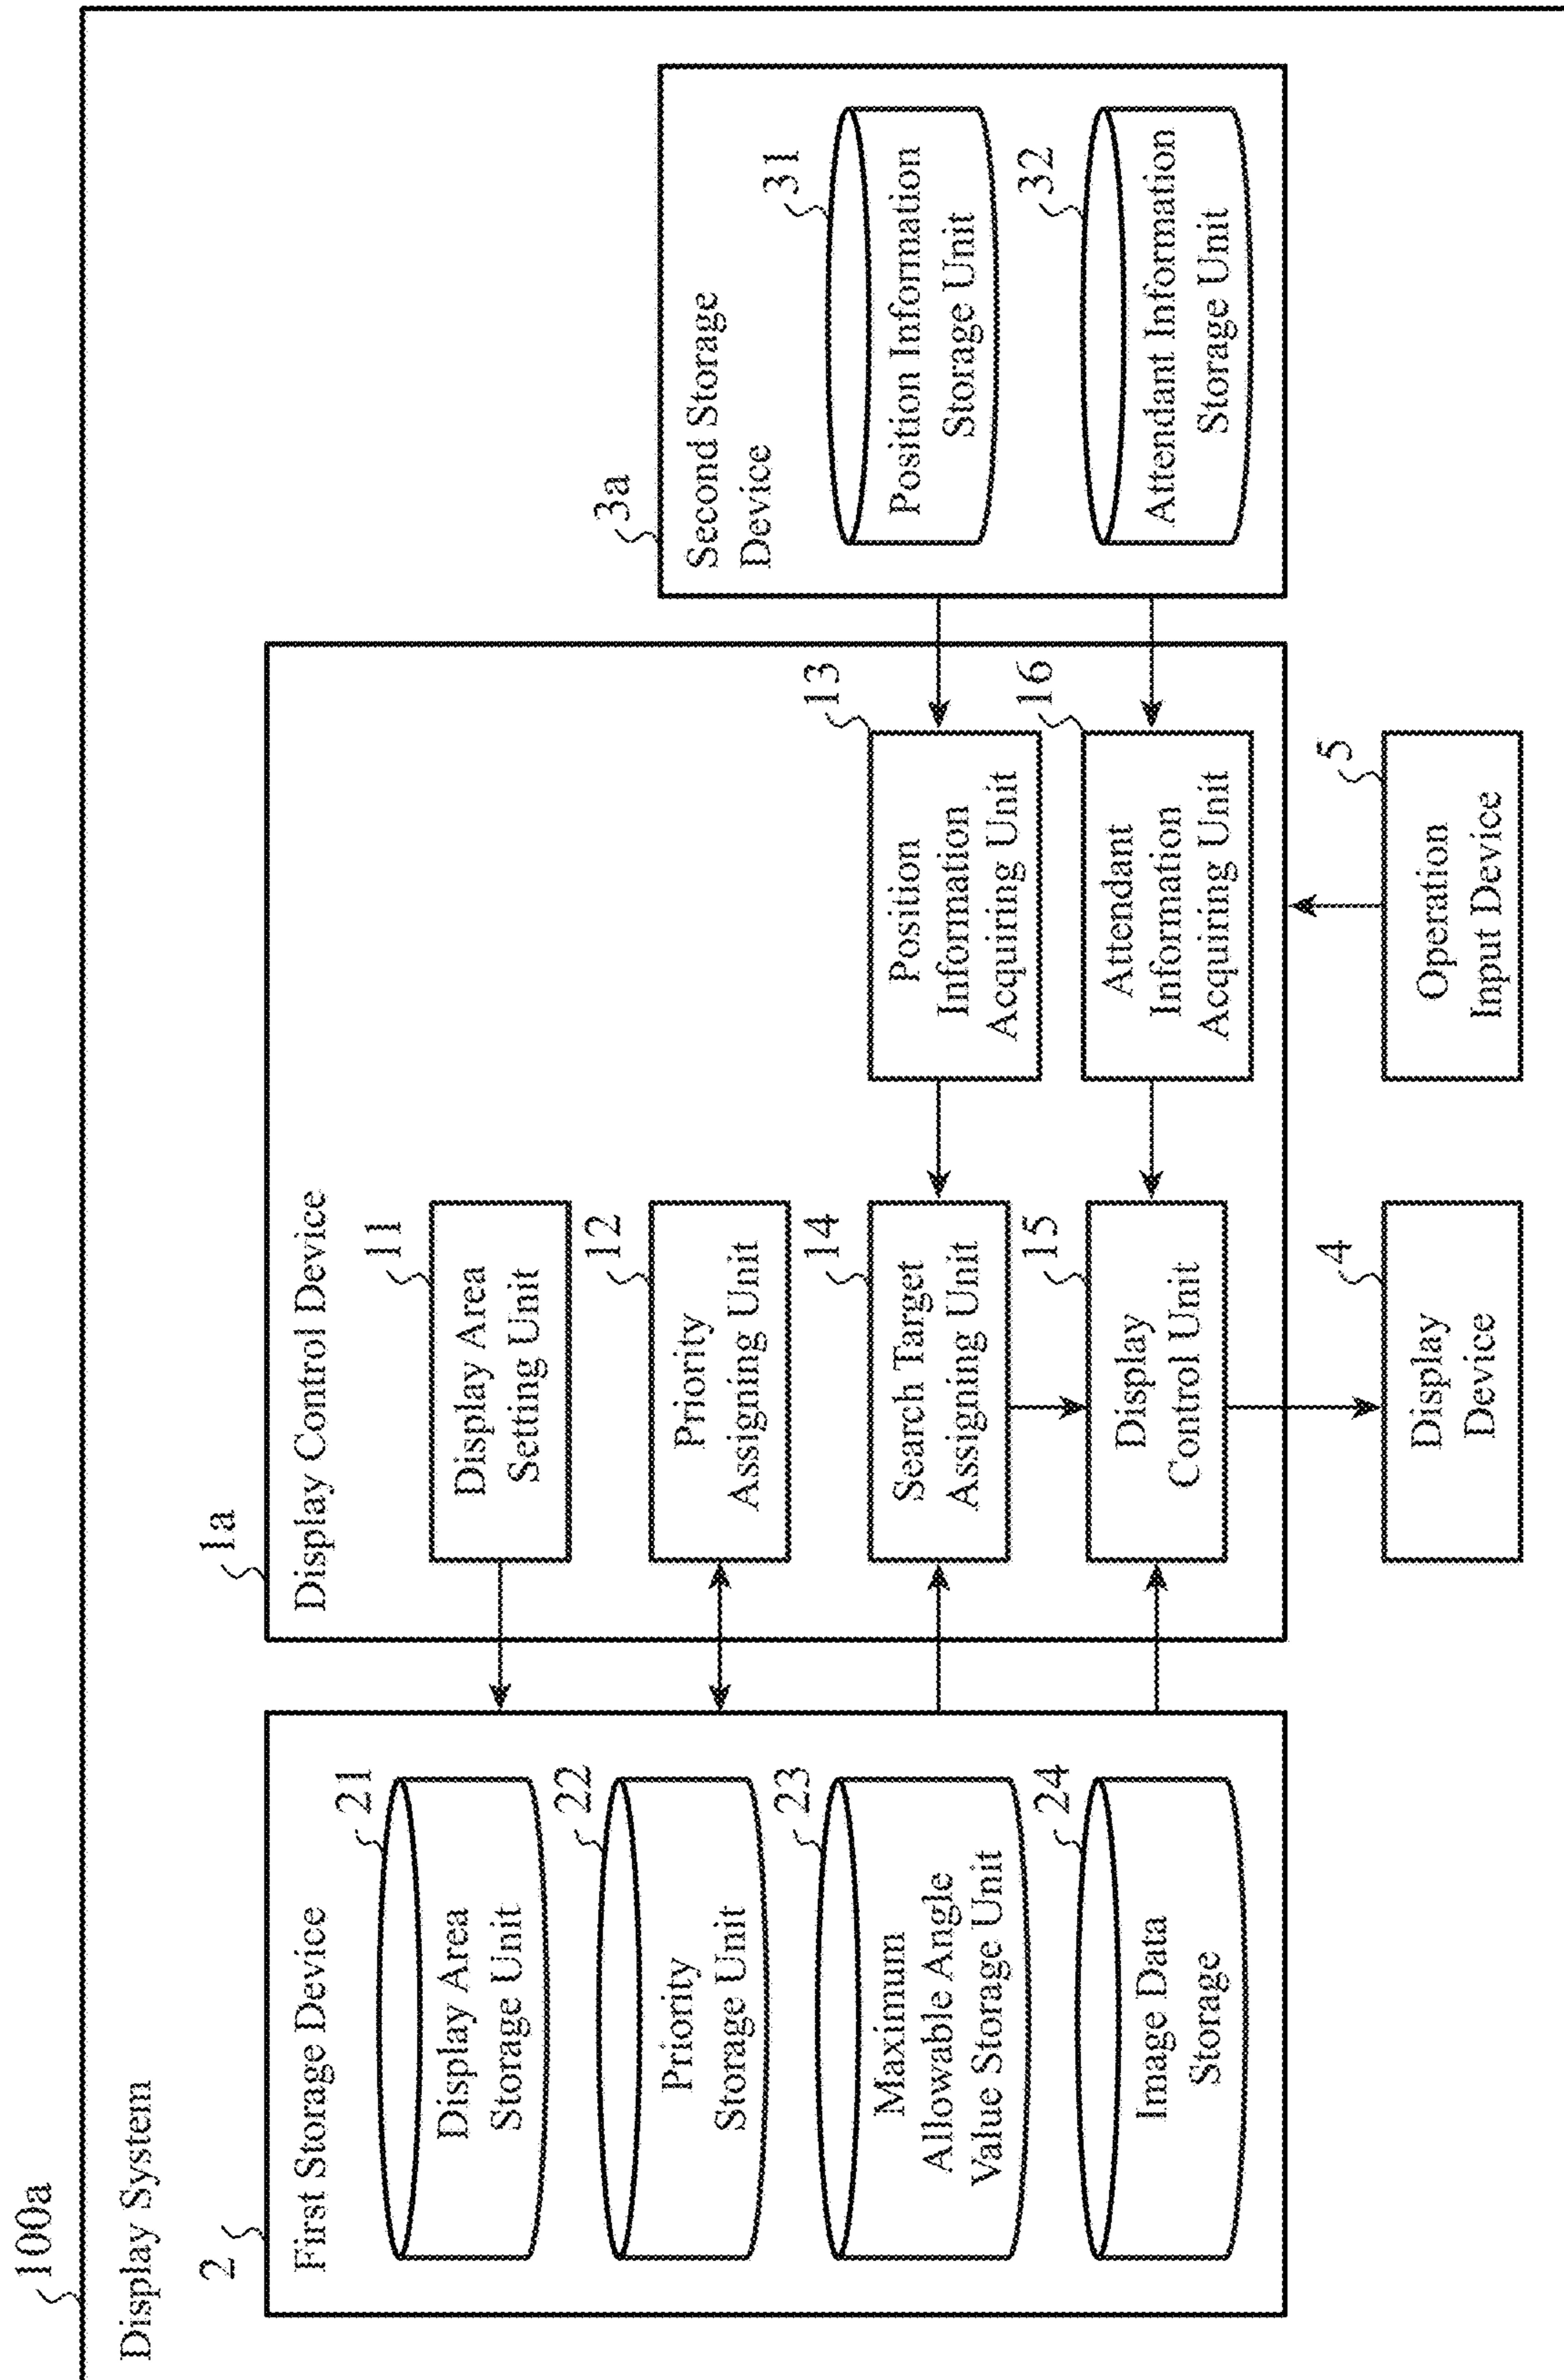 100a
Display System
2
First Storage Device
21
Display Area
Storage Unit
22
Priority
Storage Unit
23
Maximum
Allowable Angle
Value Storage Unit
24
Image Data
Storage
1a
Display Control Device
11
Display Area
Setting Unit
12
Priority
Assigning Unit
14
Search Target
Assigning Unit
15
Display
Control Unit
13
Position
Information
Acquiring Unit
16
Attendant
Information
Acquiring Unit
3a
Second Storage
Device
31
Position Information
Storage Unit
32
Attendant Information
Storage Unit
4
Display
Device
5
Operation
Input Device